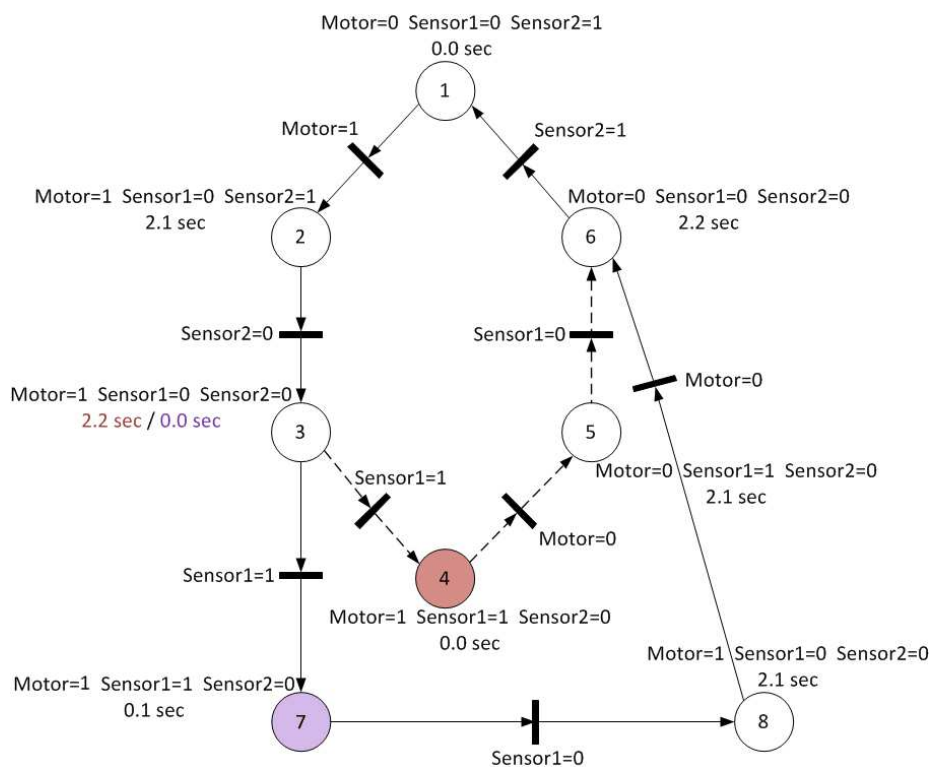 Motor=0 Sensor1=0 Sensor2=1
0.0 sec
1
Motor=1
Sensor2=1
Motor=1 Sensor1=0 Sensor2=1
2.1 sec
Motor=0 Sensor1=0 Sensor2=0
2.2 sec
2
6
Sensor2=0
Sensor1=0
Motor=0
Motor=1 Sensor1=0 Sensor2=0
2.2 sec / 0.0 sec
3
5
Motor=0 Sensor1=1 Sensor2=0
2.1 sec
Sensor1=1
Motor=0
Sensor1=1
4
Motor=1 Sensor1=1 Sensor2=0
0.0 sec
Motor=1 Sensor1=0 Sensor2=0
2.1 sec
Motor=1 Sensor1=1 Sensor2=0
0.1 sec
7
8
Sensor1=0